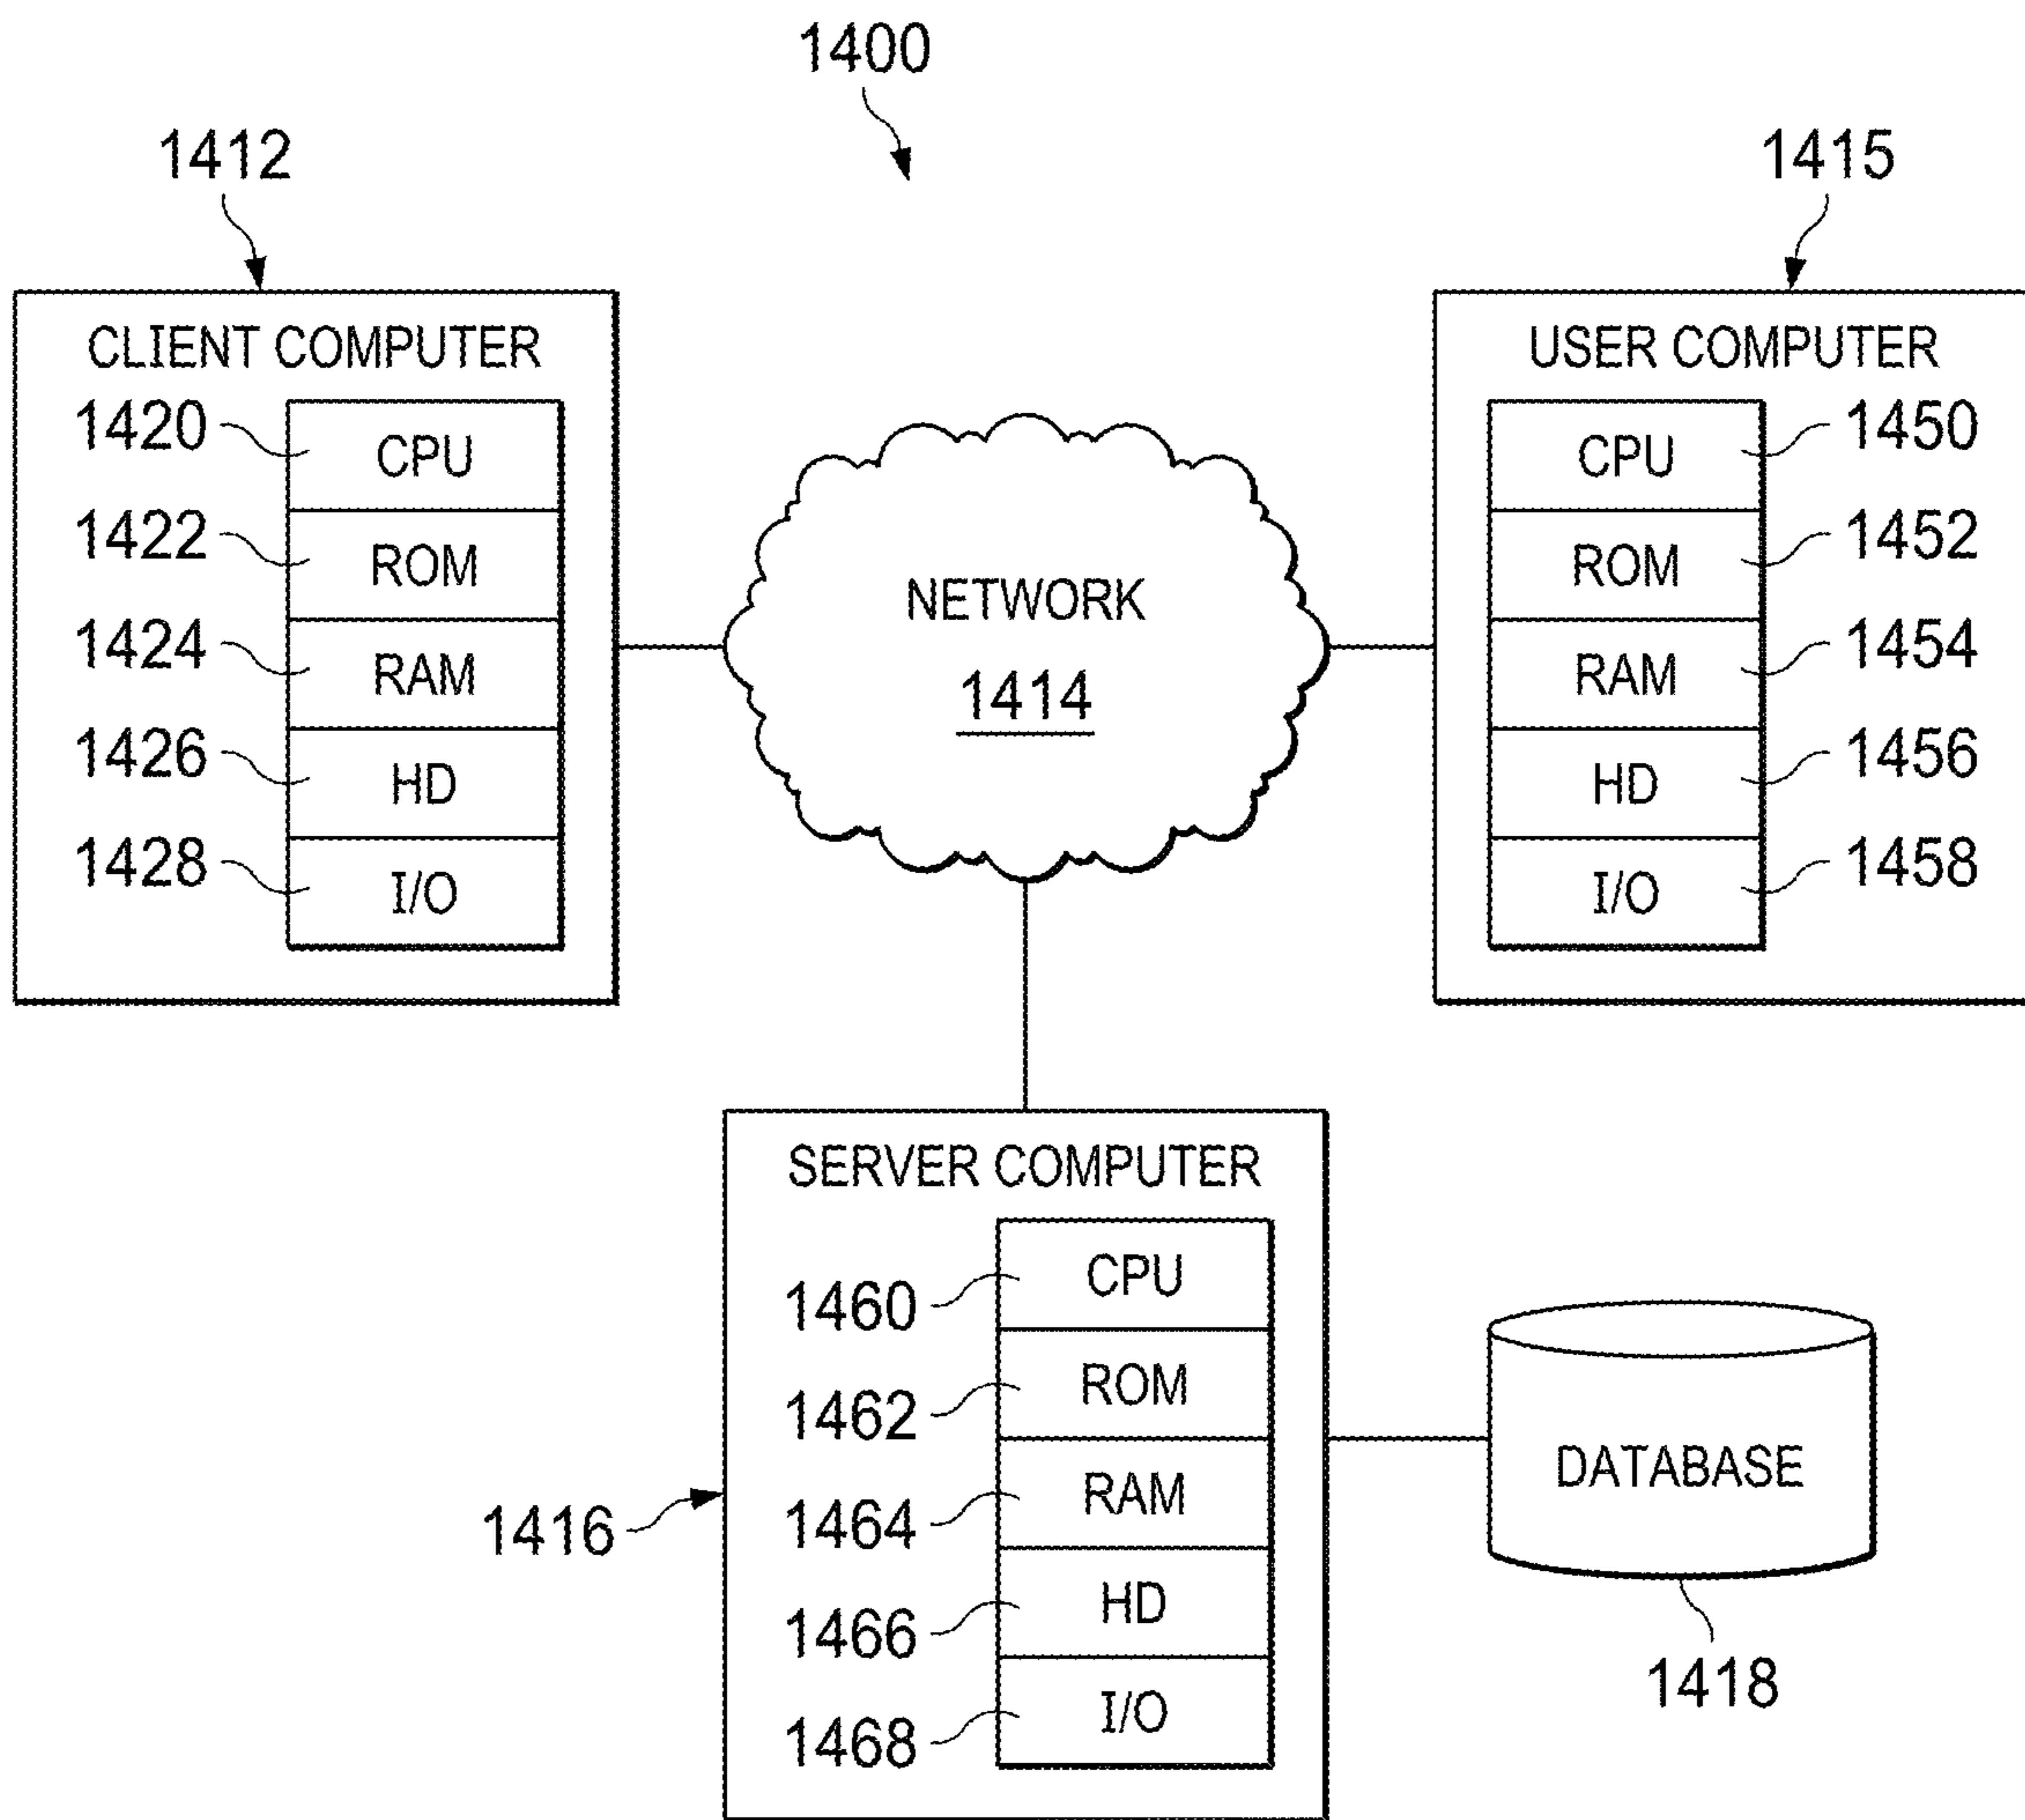 1400
1412
1415
CLIENT COMPUTER
1420
CPU
1422
ROM
1424
RAM
1426
HD
1428
I/O
NETWORK
1414
USER COMPUTER
CPU
1450
ROM
1452
RAM
1454
HD
1456
I/O
1458
SERVER COMPUTER
1460
CPU
1462
ROM
1464
RAM
1466
HD
1468
I/O
1416
DATABASE
1418